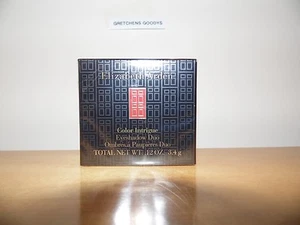 GRETCHENS GOODYS
Elizabeth Arden
Color Intrigue
Eyeshadow Duo
Ombres à Paupières Duo
TOTAL NET WT. .12 OZ. 3.4 g